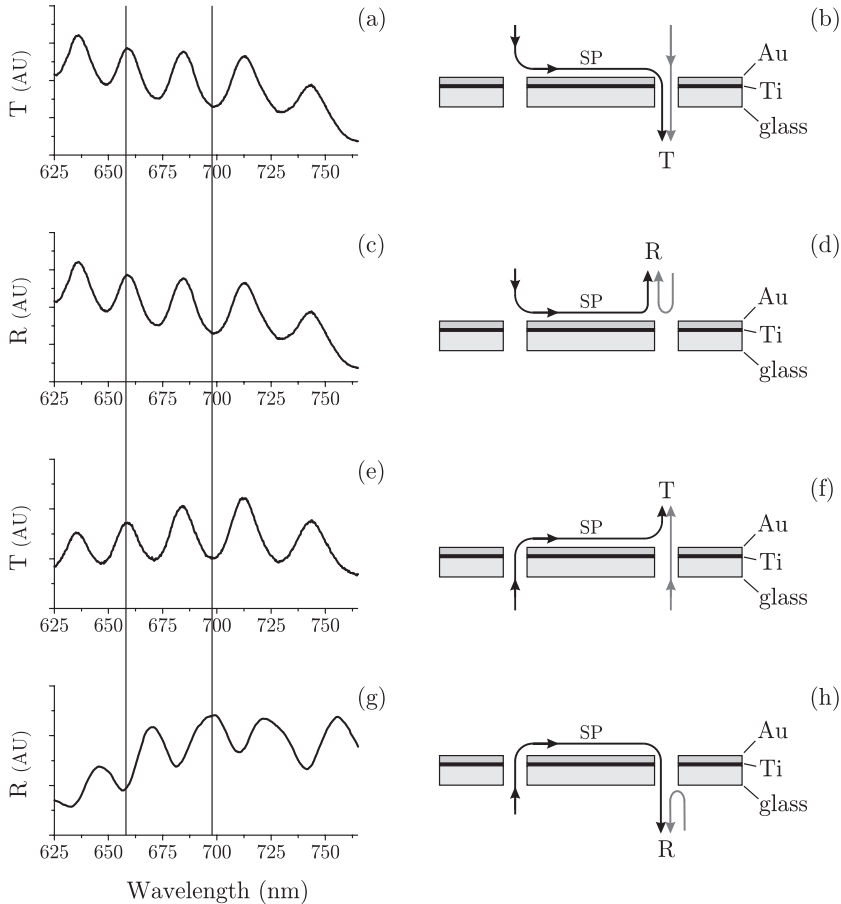 (a)
T (AU)
625 650 675 700 725 750
(b)
SP
Au
Ti
glass
T
(c)
R (AU)
625 650 675 700 725 750
(d)
R
SP
Au
Ti
glass
(e)
T (AU)
625 650 675 700 725 750
(f)
T
SP
Au
Ti
glass
(g)
R (AU)
625 650 675 700 725 750
Wavelength (nm)
(h)
SP
Au
Ti
glass
R